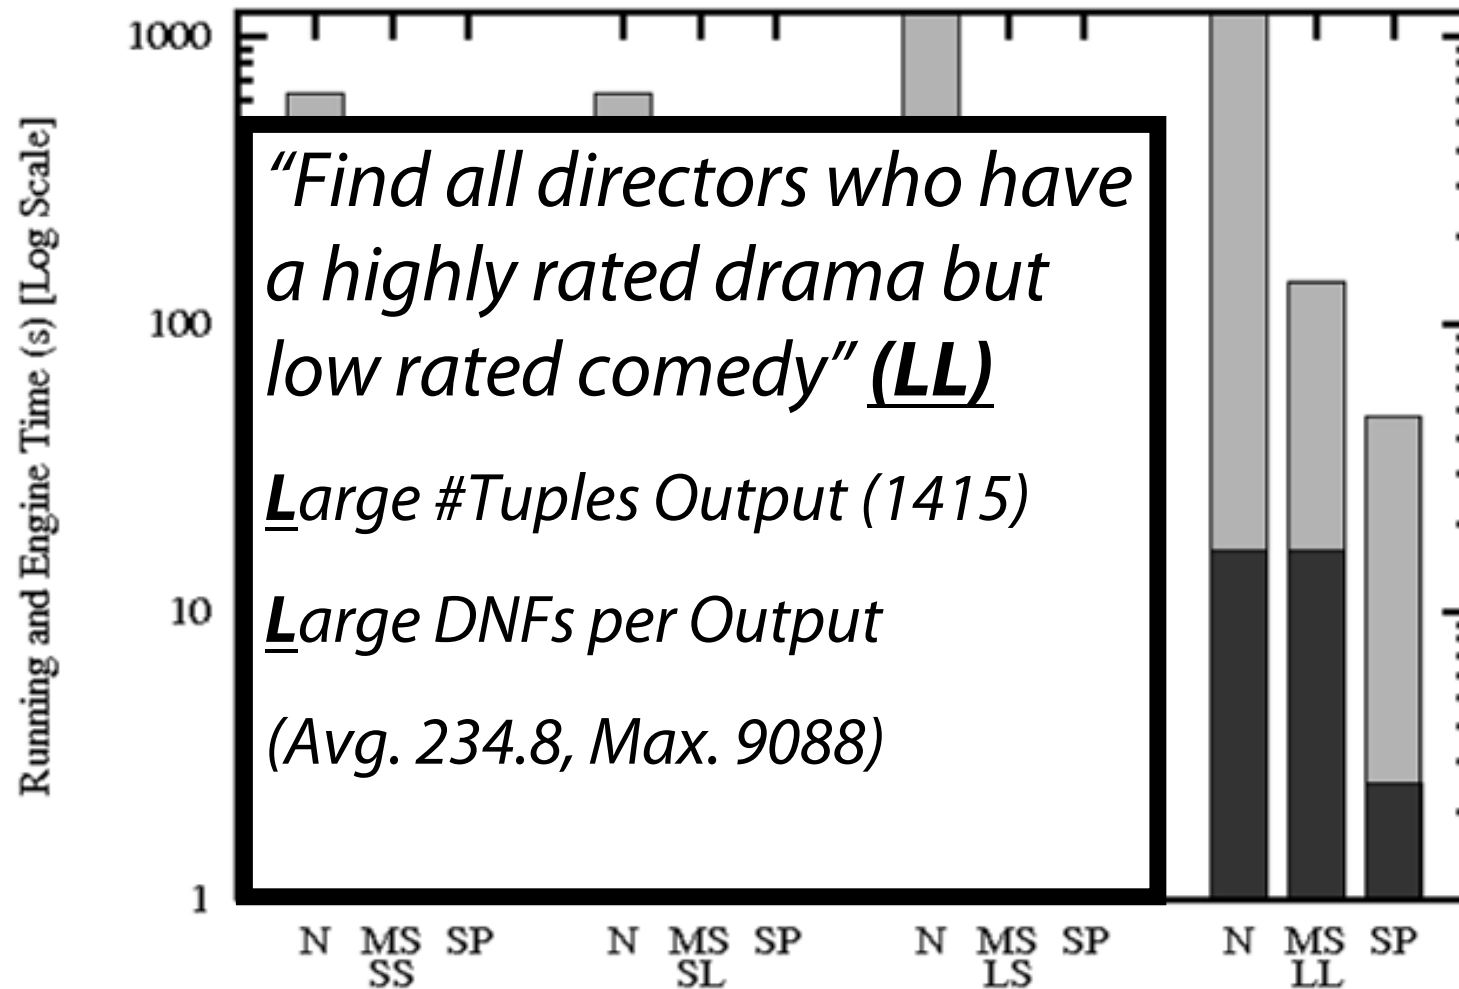 1000
100
10
1
Running and Engine Time (s) [Log Scale]
“Find all directors who have
a highly rated drama but
low rated comedy” (LL)
Large #Tuples Output (1415)
Large DNFs per Output
(Avg. 234.8, Max. 9088)
N MS SP N MS SP N MS SP N MS SP
SS SL LS LL